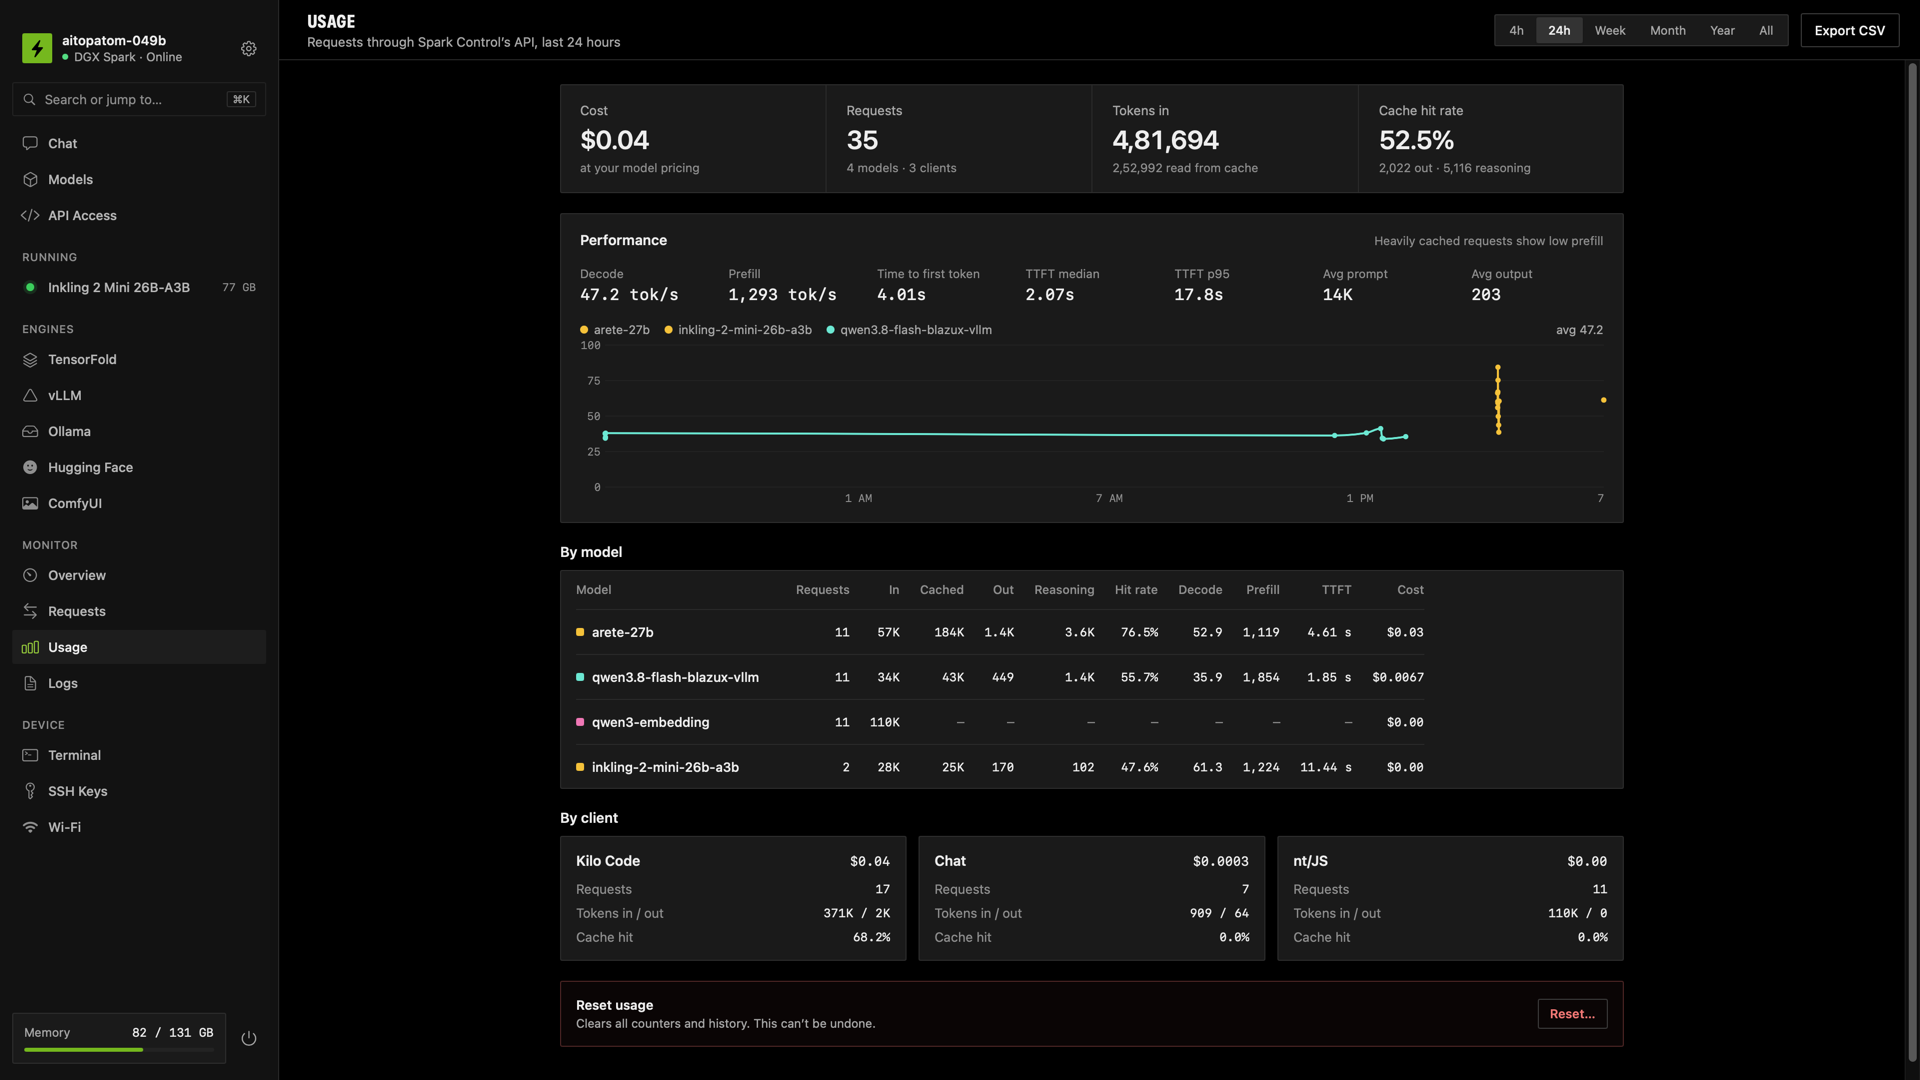 aitopatom-049b
DGX Spark · Online
Search or jump to...
⌘K
Chat
Models
API Access
RUNNING
Inkling 2 Mini 26B-A3B 77 GB
ENGINES
TensorFold
vLLM
Ollama
Hugging Face
ComfyUI
MONITOR
Overview
Requests
Usage
Logs
DEVICE
Terminal
SSH Keys
Wi-Fi
Memory 82 / 131 GB
USAGE
Requests through Spark Control's API, last 24 hours
4h 24h Week Month Year All
Export CSV
Cost Requests Tokens in Cache hit rate
$0.04 35 4,81,694 52.5%
at your model pricing 4 models · 3 clients 2,52,992 read from cache 2,022 out · 5,116 reasoning
Performance Heavily cached requests show low prefill
Decode Prefill Time to first token TTFT median TTFT p95 Avg prompt Avg output
47.2 tok/s 1,293 tok/s 4.01s 2.07s 17.8s 14K 203
arete-27b inkling-2-mini-26b-a3b qwen3.8-flash-blazux-vllm avg 47.2
100
75
50
25
0
1 AM 7 AM 1 PM 7
By model
Model Requests In Cached Out Reasoning Hit rate Decode Prefill TTFT Cost
arete-27b 11 57K 184K 1.4K 3.6K 76.5% 52.9 1,119 4.61 s $0.03
qwen3.8-flash-blazux-vllm 11 34K 43K 449 1.4K 55.7% 35.9 1,854 1.85 s $0.0067
qwen3-embedding 11 110K — — — — — — — $0.00
inkling-2-mini-26b-a3b 2 28K 25K 170 102 47.6% 61.3 1,224 11.44 s $0.00
By client
Kilo Code $0.04
Requests 17
Tokens in / out 371K / 2K
Cache hit 68.2%
Chat $0.0003
Requests 7
Tokens in / out 909 / 64
Cache hit 0.0%
nt/JS $0.00
Requests 11
Tokens in / out 110K / 0
Cache hit 0.0%
Reset usage
Clears all counters and history. This can't be undone.
Reset...